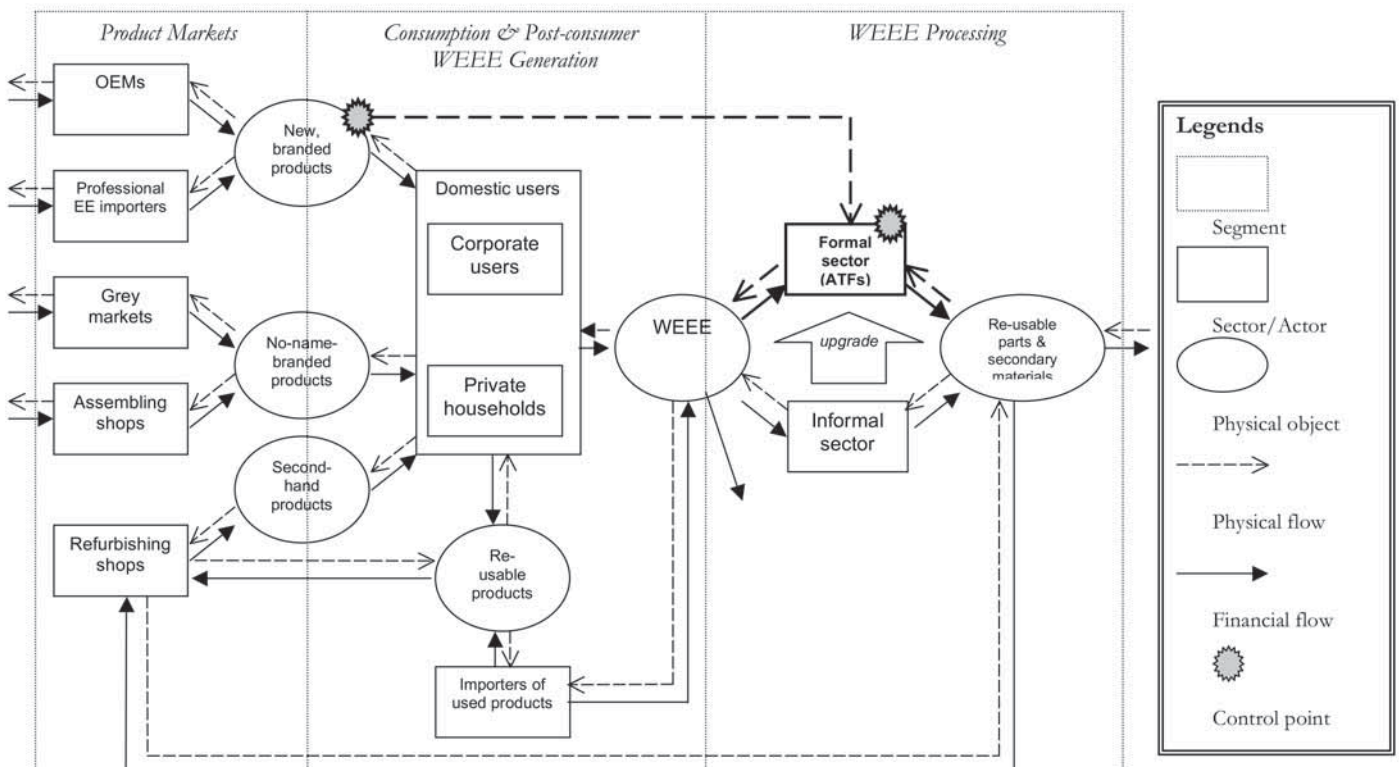 Product Markets
Consumption & Post-consumer
WEEE Generation
WEEE Processing
OEMs
Professional
EE importers
Grey
markets
Assembling
shops
Refurbishing
shops
New,
branded
products
No-name-
branded
products
Second-
hand
products
Domestic users
Corporate
users
Private
households
Re-
usable
products
Importers of
used products
WEEE
Formal
sector
(ATFs)
upgrade
Informal
sector
Re-usable
parts &
secondary
materials
Legends
Segment
Sector/Actor
Physical object
Physical flow
Financial flow
Control point